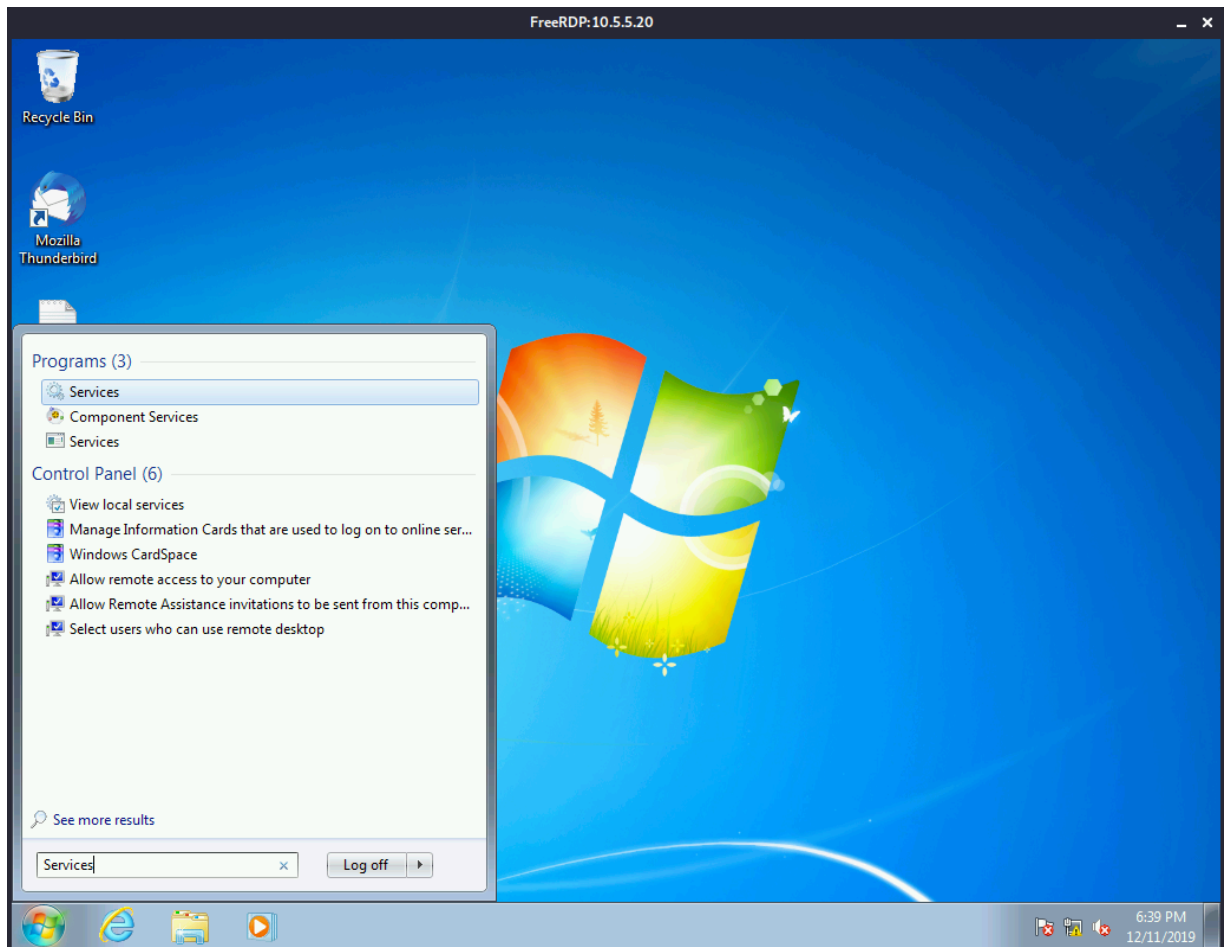 FreeRDP:10.5.5.20
Recycle Bin
Mozilla
Thunderbird
Programs (3)
Services
Component Services
Services
Control Panel (6)
View local services
Manage Information Cards that are used to log on to online ser...
Windows CardSpace
Allow remote access to your computer
Allow Remote Assistance invitations to be sent from this comp...
Select users who can use remote desktop
See more results
Services
Log off
6:39 PM
12/11/2019